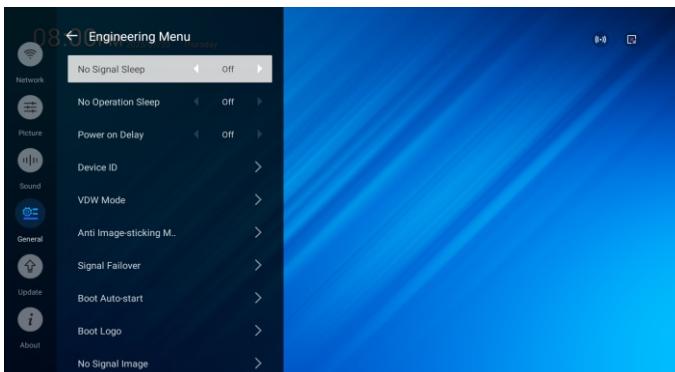 Engineering Menu
No Signal Sleep Off
Network
No Operation Sleep Off
Picture
Power on Delay Off
Device ID
Sound
VDW Mode
General
Anti Image-sticking M..
Signal Failover
Update
Boot Auto-start
Boot Logo
About
No Signal Image